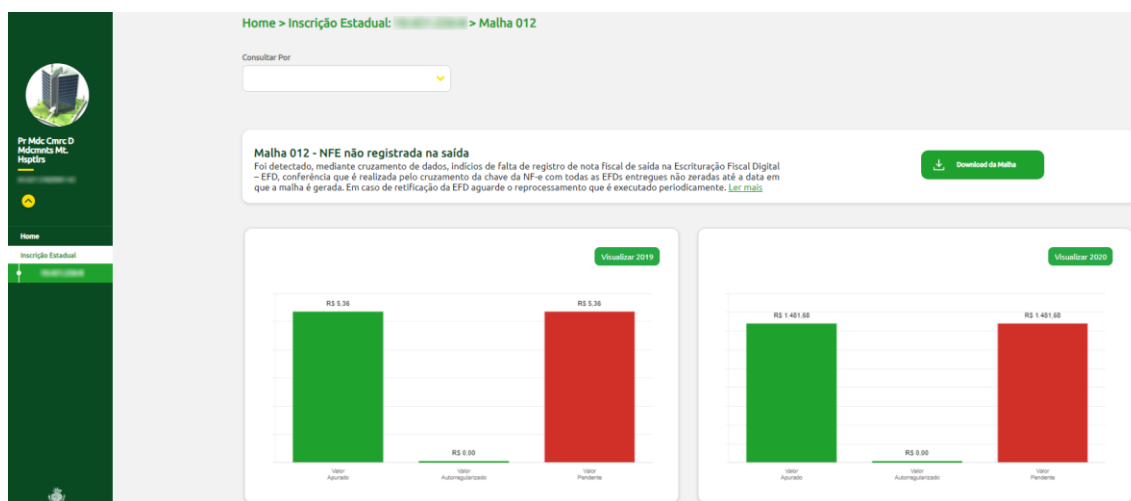 Home > Inscrição Estadual: > Malha 012
Consultar Por
Pr Mdc Cmrc D
Mdcmnts Mt.
Hsptlrs
Home
Inscrição Estadual
Malha 012 - NFE não registrada na saída
Foi detectado, mediante cruzamento de dados, indícios de falta de registro de nota fiscal de saída na Escrituração Fiscal Digital
– EFD, conferência que é realizada pelo cruzamento da chave da NF-e com todas as EFDs entregues não zeradas até a data em
que a malha é gerada. Em caso de retificação da EFD aguarde o reprocessamento que é executado periodicamente. Ler mais
Download da Malha
Visualizar 2019
R$ 5,36
R$ 0,00
R$ 5,36
Valor
Apurado
Valor
Autorregularizado
Valor
Pendente
Visualizar 2020
R$ 1.481,68
R$ 0,00
R$ 1.481,68
Valor
Apurado
Valor
Autorregularizado
Valor
Pendente